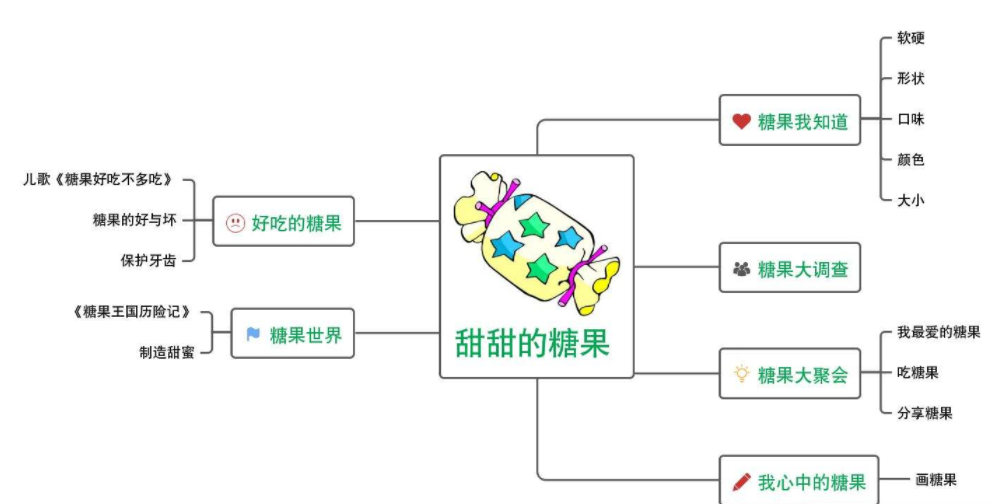 甜甜的糖果
糖果我知道
软硬
形状
口味
颜色
大小
糖果大调查
糖果大聚会
我最爱的糖果
吃糖果
分享糖果
我心中的糖果
画糖果
好吃的糖果
儿歌《糖果好吃不多吃》
糖果的好与坏
保护牙齿
糖果世界
《糖果王国历险记》
制造甜蜜